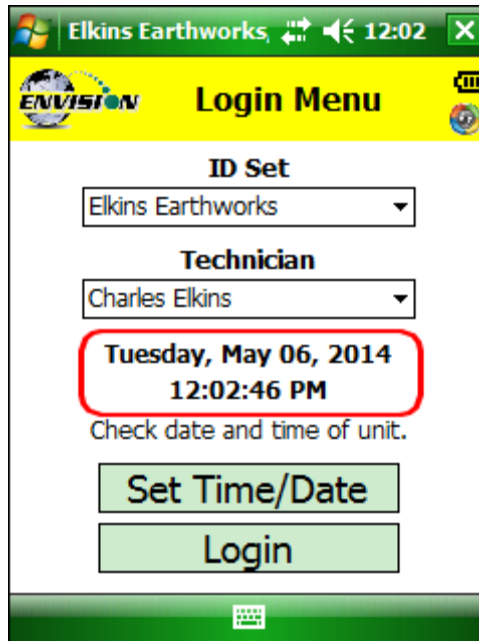 Elkins Earthworks, 12:02
ENVISION Login Menu
ID Set
Elkins Earthworks
Technician
Charles Elkins
Tuesday, May 06, 2014
12:02:46 PM
Check date and time of unit.
Set Time/Date
Login